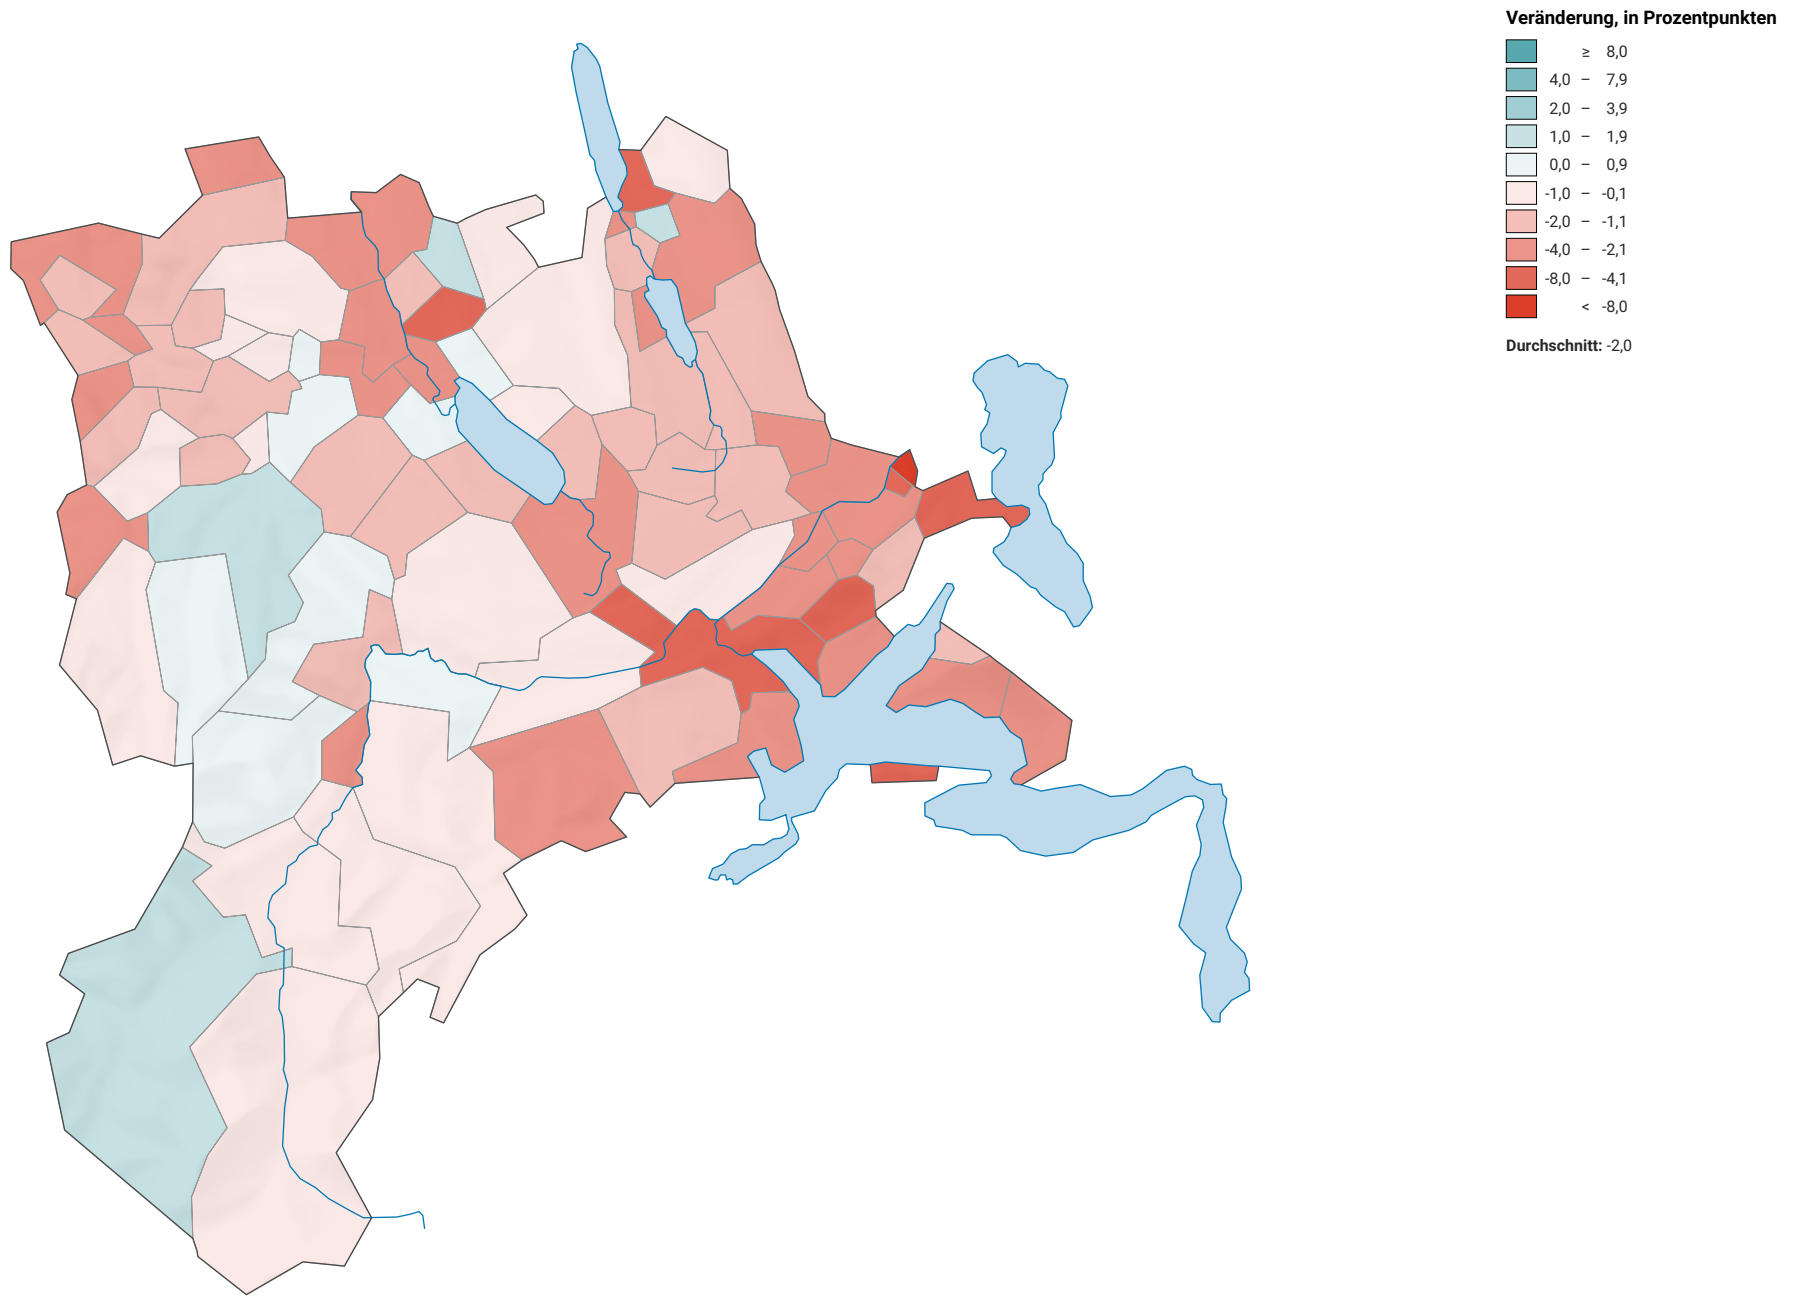 Veränderung, in Prozentpunkten
≥ 8,0
4,0 – 7,9
2,0 – 3,9
1,0 – 1,9
0,0 – 0,9
-1,0 – -0,1
-2,0 – -1,1
-4,0 – -2,1
-8,0 – -4,1
< -8,0
Durchschnitt: -2,0